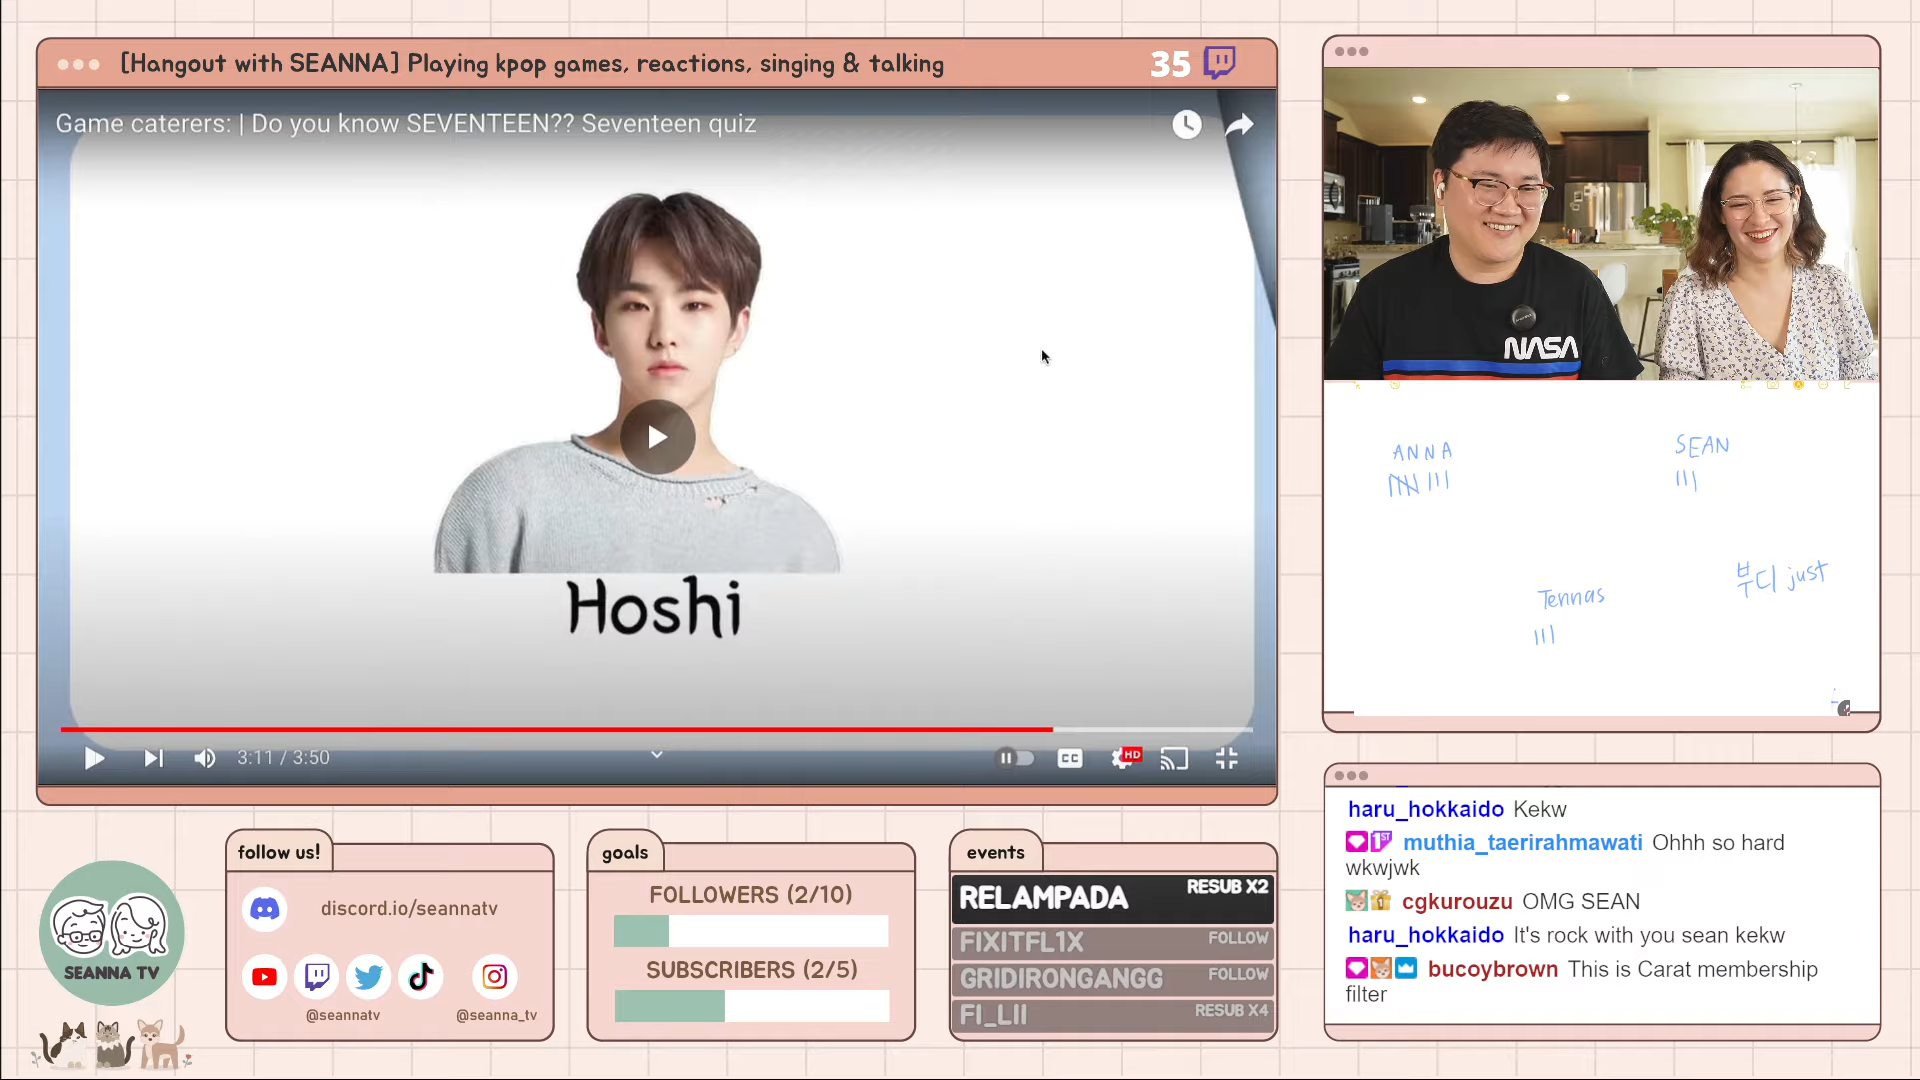 [Hangout with SEANNA] Playing kpop games, reactions, singing & talking
35
Game caterers: | Do you know SEVENTEEN?? Seventeen quiz
Hoshi
3:11 / 3:50
CC
HD
NASA
ANNA
SEAN
Tennas
부디 just
haru_hokkaido Kekw
1ST muthia_taerirahmawati Ohhh so hard
wkwjwk
cgkurouzu OMG SEAN
haru_hokkaido It's rock with you sean kekw
bucoybrown This is Carat membership
filter
SEANNA TV
follow us!
discord.io/seannatv
@seannatv
@seanna_tv
goals
FOLLOWERS (2/10)
SUBSCRIBERS (2/5)
events
RELAMPADA RESUB X2
FIXITFL1X FOLLOW
GRIDIRONGANGG FOLLOW
FI_LII RESUB X4